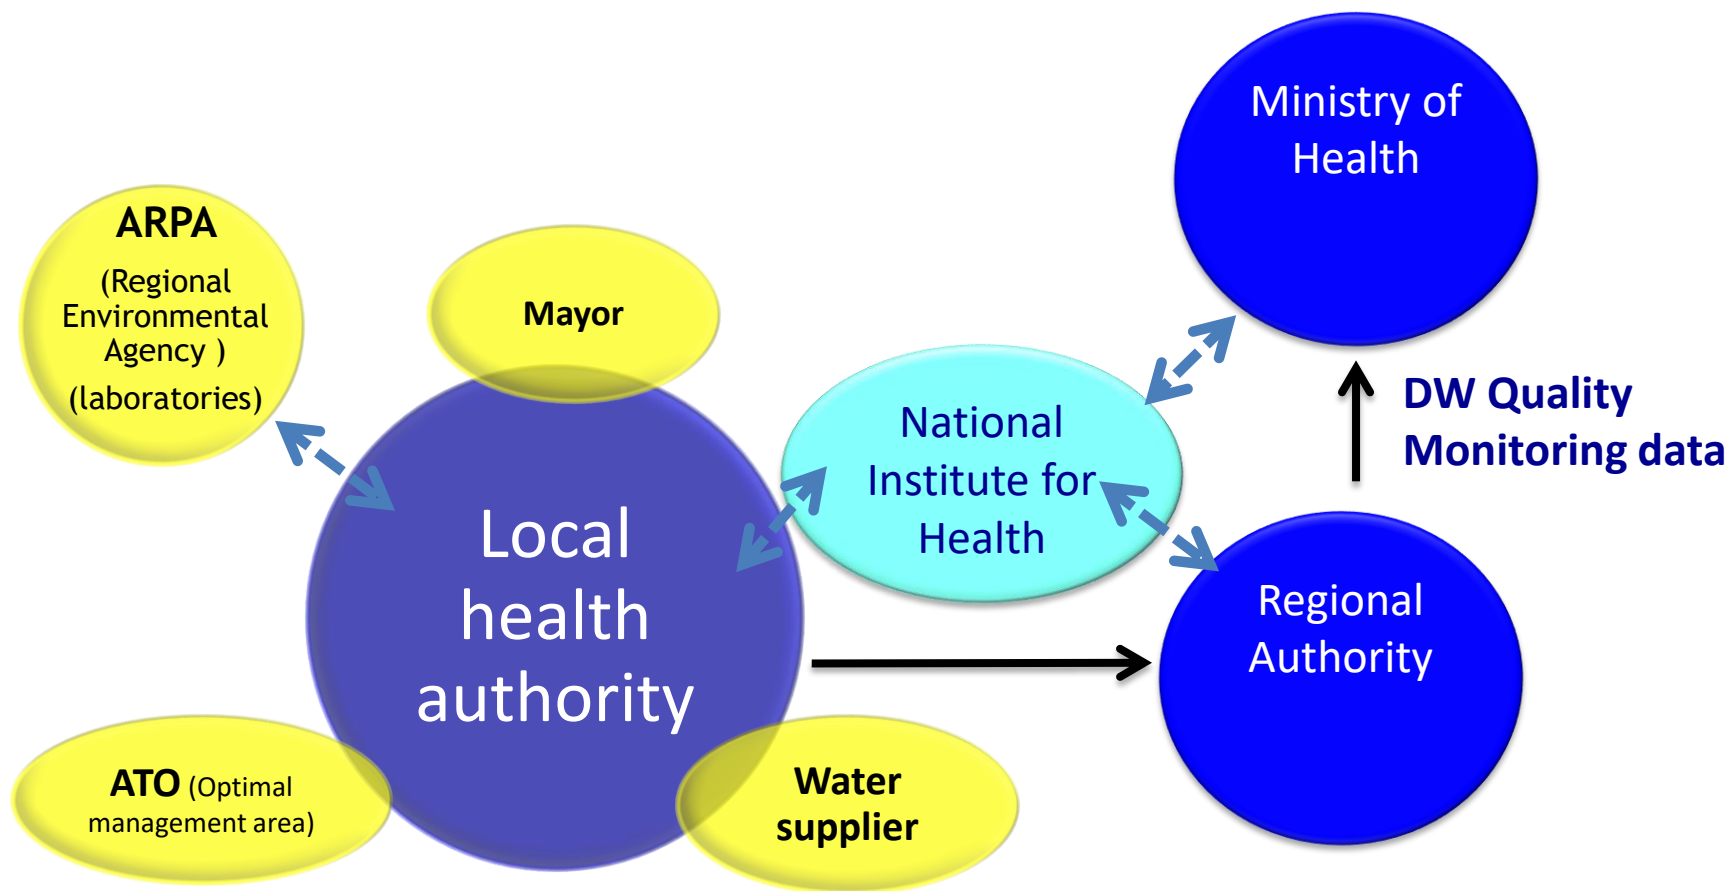 Ministry of
Health
ARPA
(Regional
Environmental
Agency )
(laboratories)
Mayor
National
Institute for
Health
DW Quality
Monitoring data
Local
health
authority
Regional
Authority
ATO (Optimal
management area)
Water
supplier